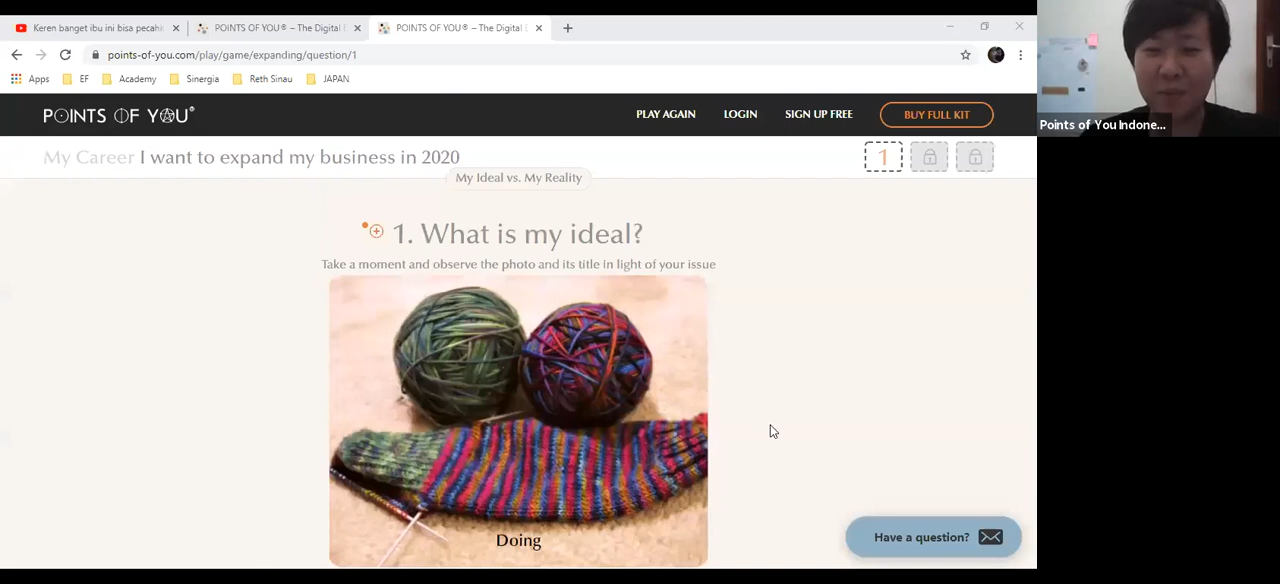 Keren banget ibu ini bisa pecahk
POINTS OF YOU® – The Digital E
POINTS OF YOU® – The Digital E
points-of-you.com/play/game/expanding/question/1
Apps EF Academy Sinergia Reth Sinau JAPAN
POINTS OF YOU®
PLAY AGAIN LOGIN SIGN UP FREE BUY FULL KIT
Points of You Indone...
My Career I want to expand my business in 2020
1
My Ideal vs. My Reality
1. What is my ideal?
Take a moment and observe the photo and its title in light of your issue
Doing
Have a question?